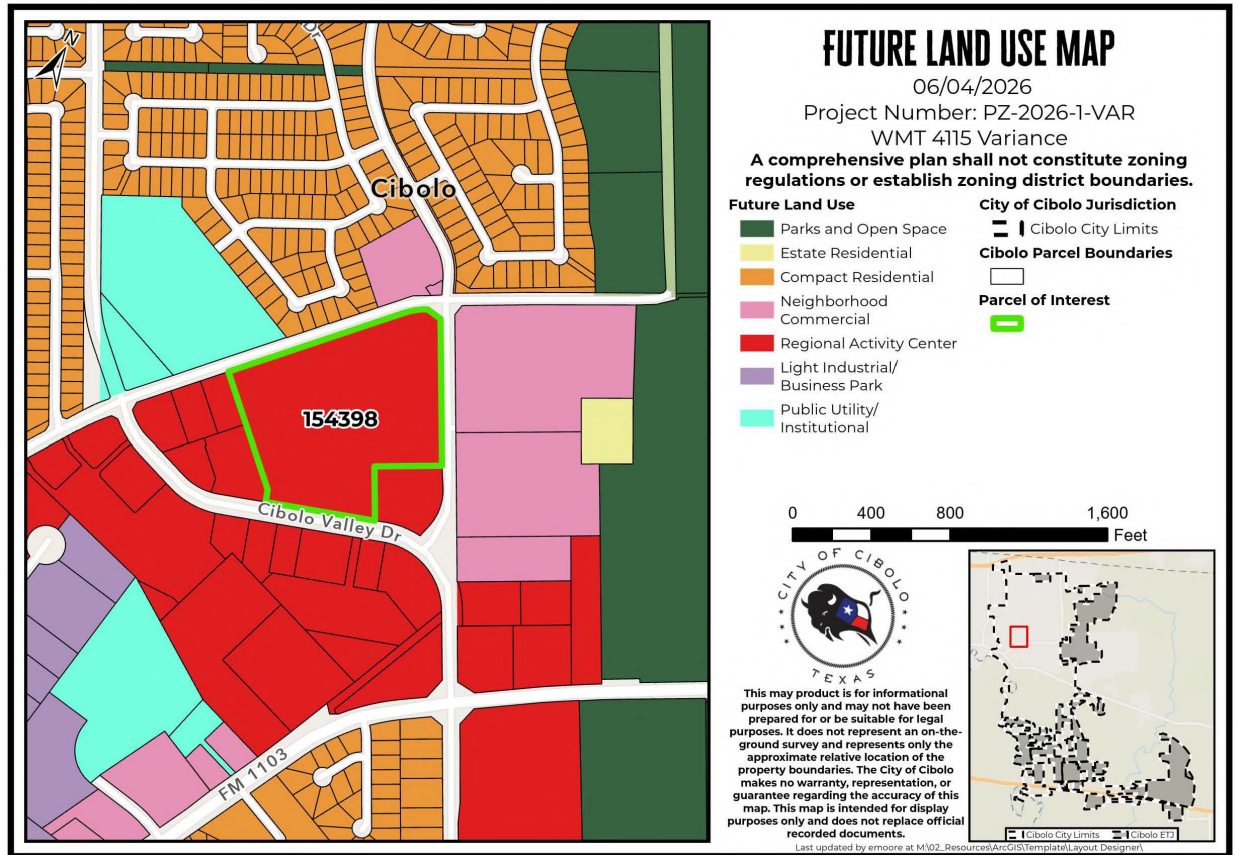 N
Dr
Cibolo
154398
Cibolo Valley Dr
FM 1103
FUTURE LAND USE MAP
06/04/2026
Project Number: PZ-2026-1-VAR
WMT 4115 Variance
A comprehensive plan shall not constitute zoning
regulations or establish zoning district boundaries.
Future Land Use
Parks and Open Space
Estate Residential
Compact Residential
Neighborhood
Commercial
Regional Activity Center
Light Industrial/
Business Park
Public Utility/
Institutional
City of Cibolo Jurisdiction
Cibolo City Limits
Cibolo Parcel Boundaries
Parcel of Interest
0 400 800 1,600
Feet
CITY OF CIBOLO
TEXAS
This may product is for informational
purposes only and may not have been
prepared for or be suitable for legal
purposes. It does not represent an on-the-
ground survey and represents only the
approximate relative location of the
property boundaries. The City of Cibolo
makes no warranty, representation, or
guarantee regarding the accuracy of this
map. This map is intended for display
purposes only and does not replace official
recorded documents.
Cibolo City Limits Cibolo ETJ
Last updated by emoore at M:\02_Resources\ArcGIS\Template\Layout Designer\